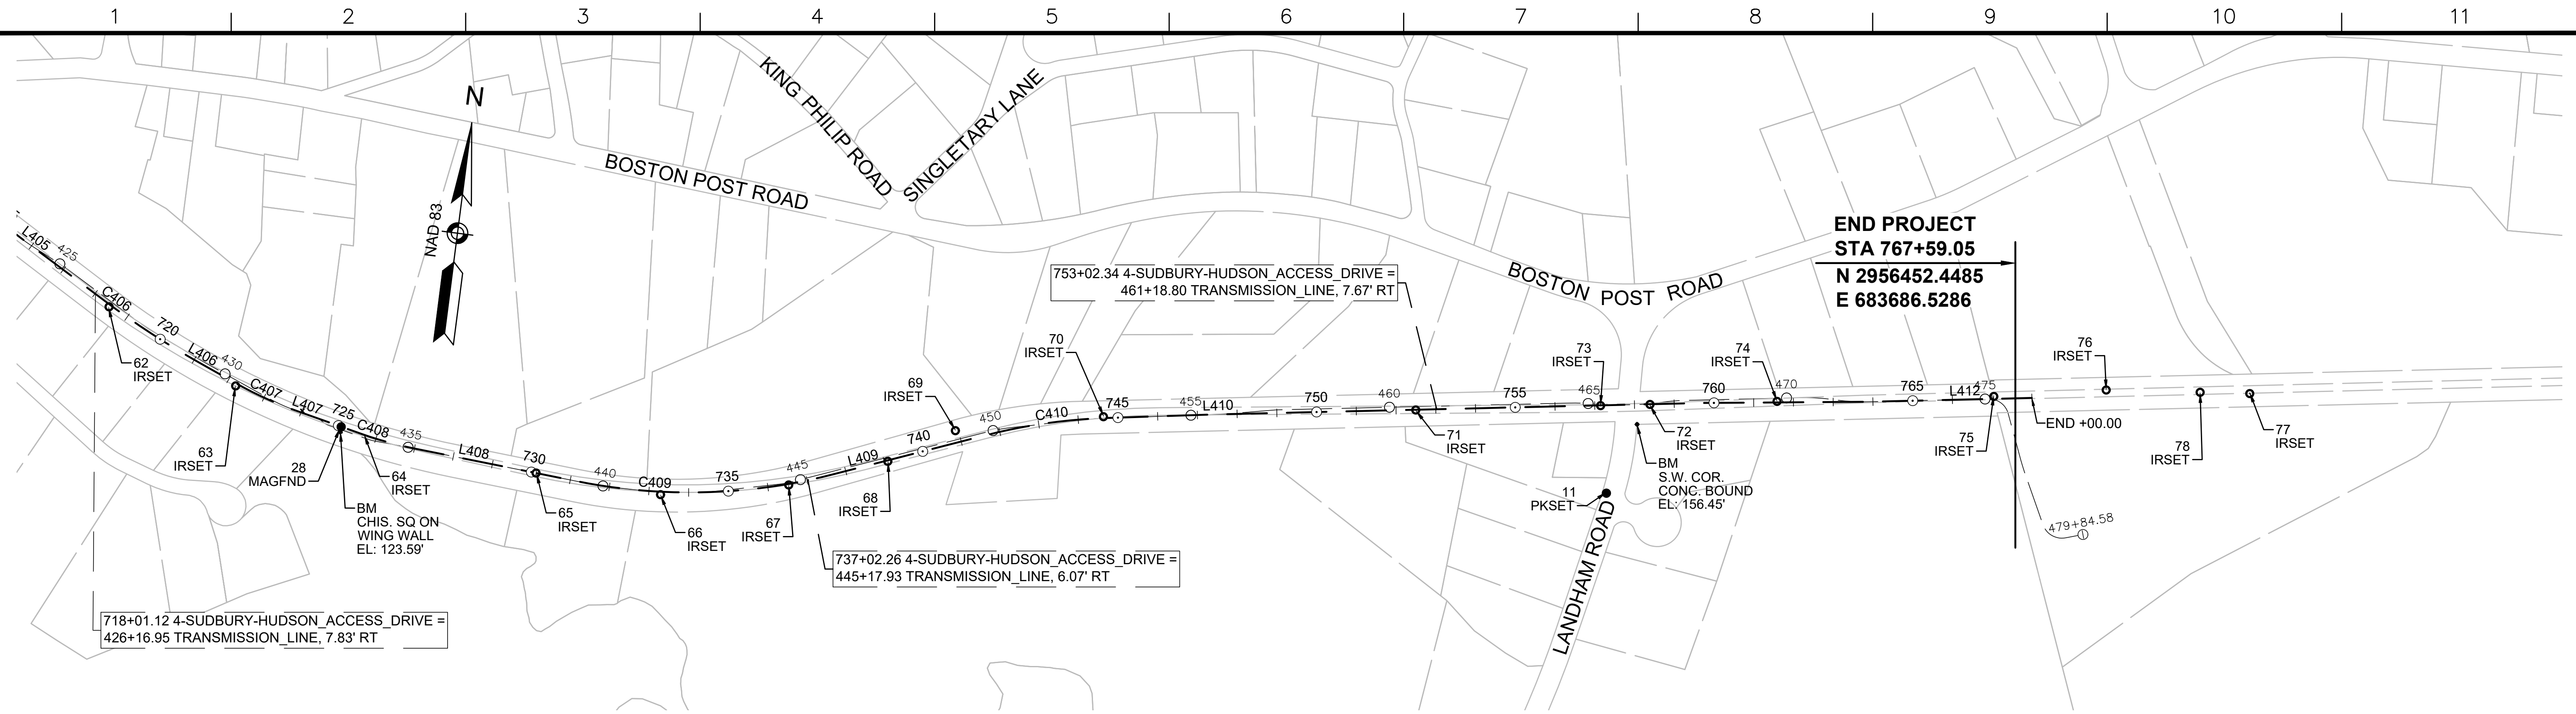 1 2 3 4 5 6 7 8 9 10 11
N
NAD 83
KING PHILIP ROAD
SINGLETARY LANE
BOSTON POST ROAD
BOSTON POST ROAD
LANDHAM ROAD
END PROJECT
STA 767+59.05
N 2956452.4485
E 683686.5286
753+02.34 4-SUDBURY-HUDSON_ACCESS_DRIVE =
461+18.80 TRANSMISSION_LINE, 7.67' RT
L405
425
C406
720
L406
430
C407
L407
725
C408
435
L408
730
440
C409
735
445
L409
740
450
C410
745
455
L410
750
460
755
465
760
470
765
L412
475
END +00.00
479+84.58
62
IRSET
63
IRSET
28
MAGFND
64
IRSET
BM
CHIS. SQ ON
WING WALL
EL: 123.59'
65
IRSET
66
IRSET
67
IRSET
68
IRSET
69
IRSET
70
IRSET
71
IRSET
73
IRSET
72
IRSET
BM
S.W. COR.
CONC. BOUND
EL: 156.45'
11
PKSET
74
IRSET
75
IRSET
76
IRSET
78
IRSET
77
IRSET
737+02.26 4-SUDBURY-HUDSON_ACCESS_DRIVE =
445+17.93 TRANSMISSION_LINE, 6.07' RT
718+01.12 4-SUDBURY-HUDSON_ACCESS_DRIVE =
426+16.95 TRANSMISSION_LINE, 7.83' RT